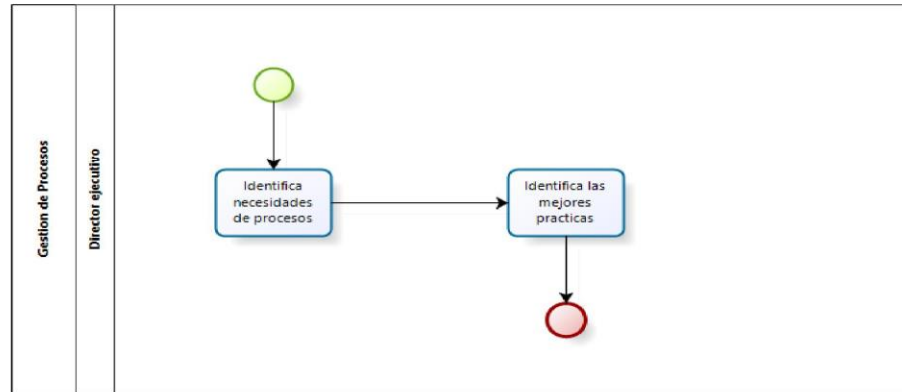 Gestion de Procesos
Director ejecutivo
Identifica
necesidades
de procesos
Identifica las
mejores
practicas